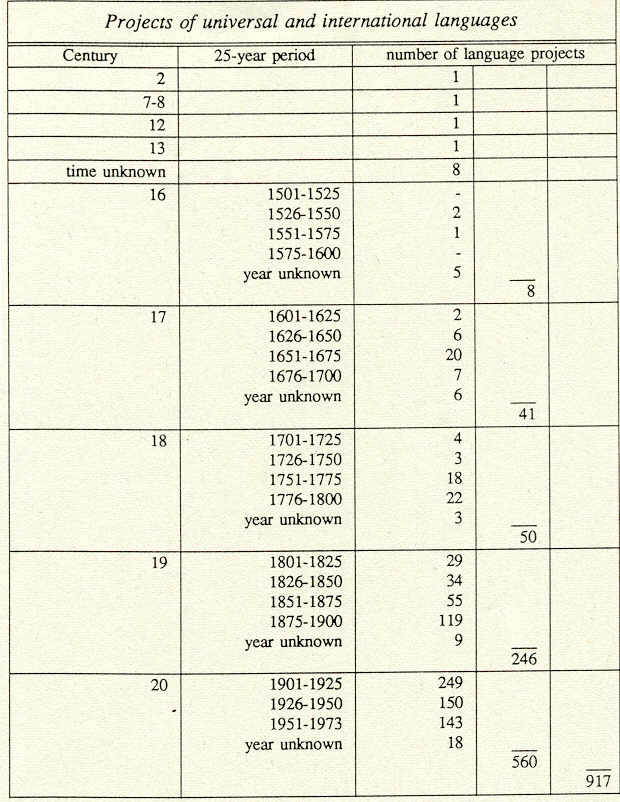 Projects of universal and international languages
Century 25-year period number of language projects
2 1
7-8 1
12 1
13 1
time unknown 8
16 1501-1525 -
1526-1550 2
1551-1575 1
1575-1600 -
year unknown 5
8
17 1601-1625 2
1626-1650 6
1651-1675 20
1676-1700 7
year unknown 6
41
18 1701-1725 4
1726-1750 3
1751-1775 18
1776-1800 22
year unknown 3
50
19 1801-1825 29
1826-1850 34
1851-1875 55
1875-1900 119
year unknown 9
246
20 1901-1925 249
1926-1950 150
1951-1973 143
year unknown 18
560
917